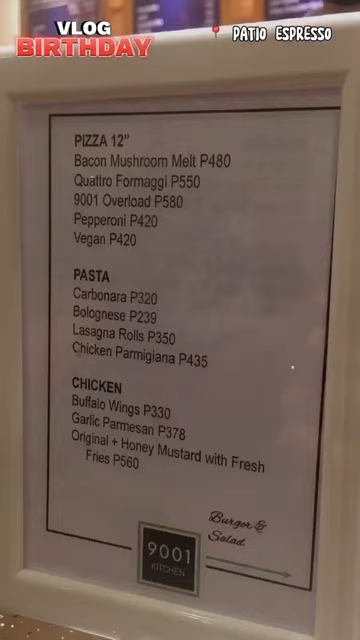 VLOG
BIRTHDAY
PATIO ESPRESSO
PIZZA 12"
Bacon Mushroom Melt P480
Quattro Formaggi P550
9001 Overload P580
Pepperoni P420
Vegan P420
PASTA
Carbonara P320
Bolognese P239
Lasagna Rolls P350
Chicken Parmigiana P435
CHICKEN
Buffalo Wings P330
Garlic Parmesan P378
Original + Honey Mustard with Fresh
Fries P560
Burger &
Salad
9001
KITCHEN